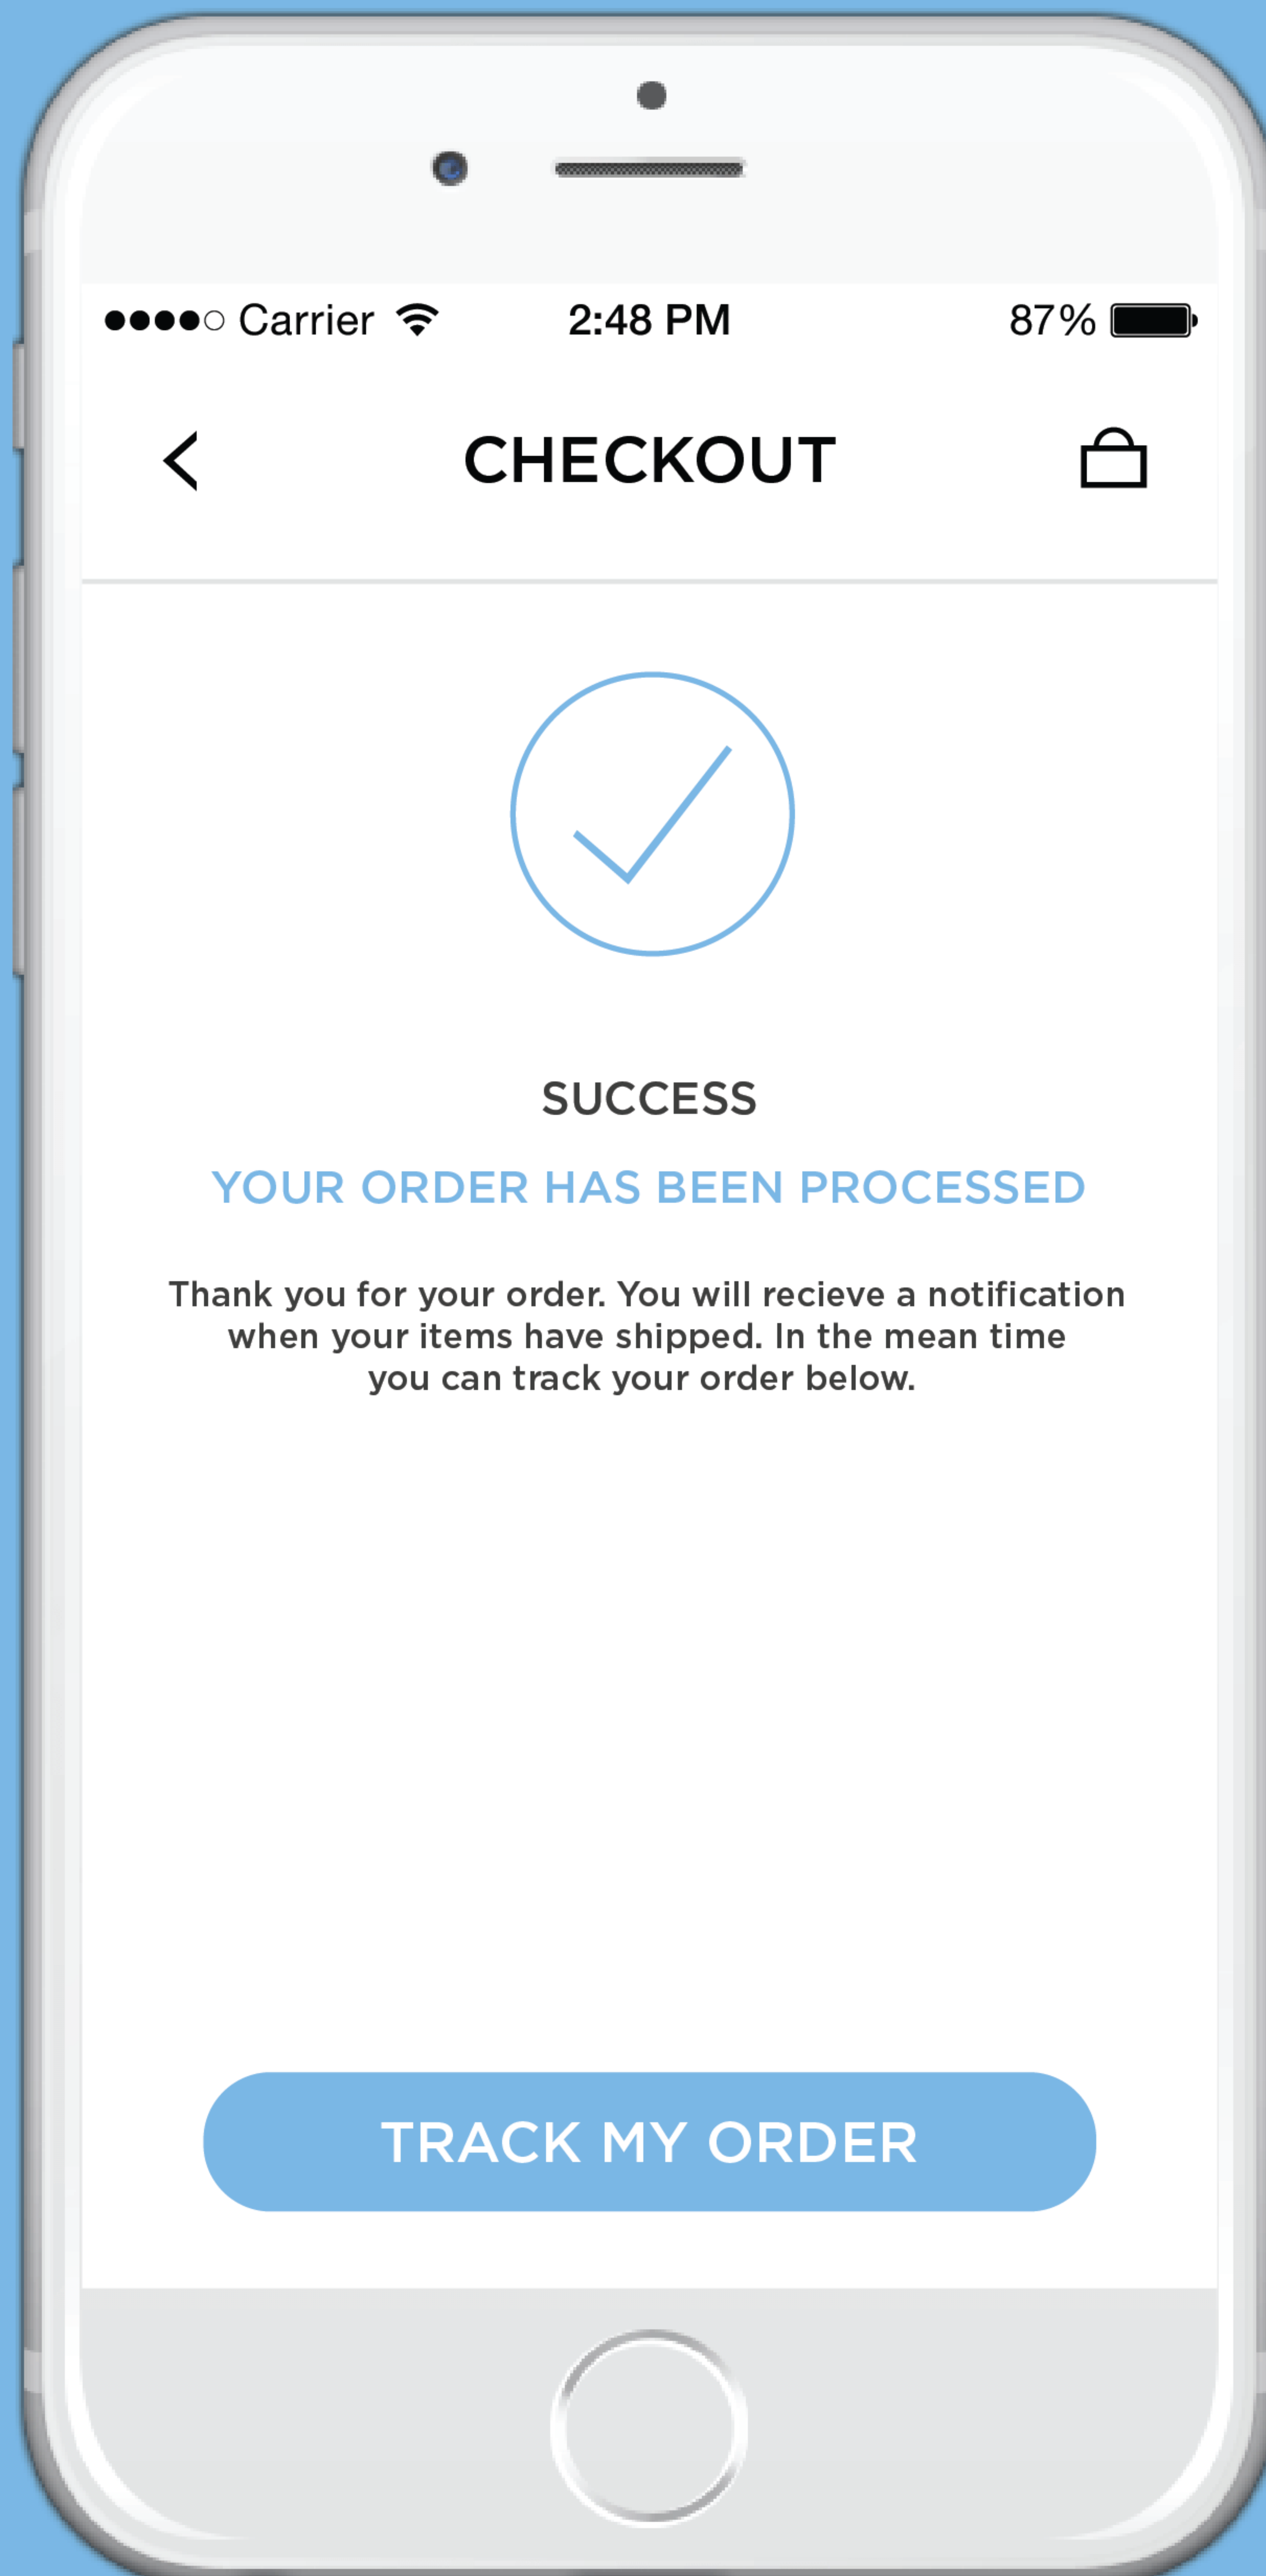 Carrier 2:48 PM 87%
CHECKOUT
SUCCESS
YOUR ORDER HAS BEEN PROCESSED
Thank you for your order. You will recieve a notification
when your items have shipped. In the mean time
you can track your order below.
TRACK MY ORDER